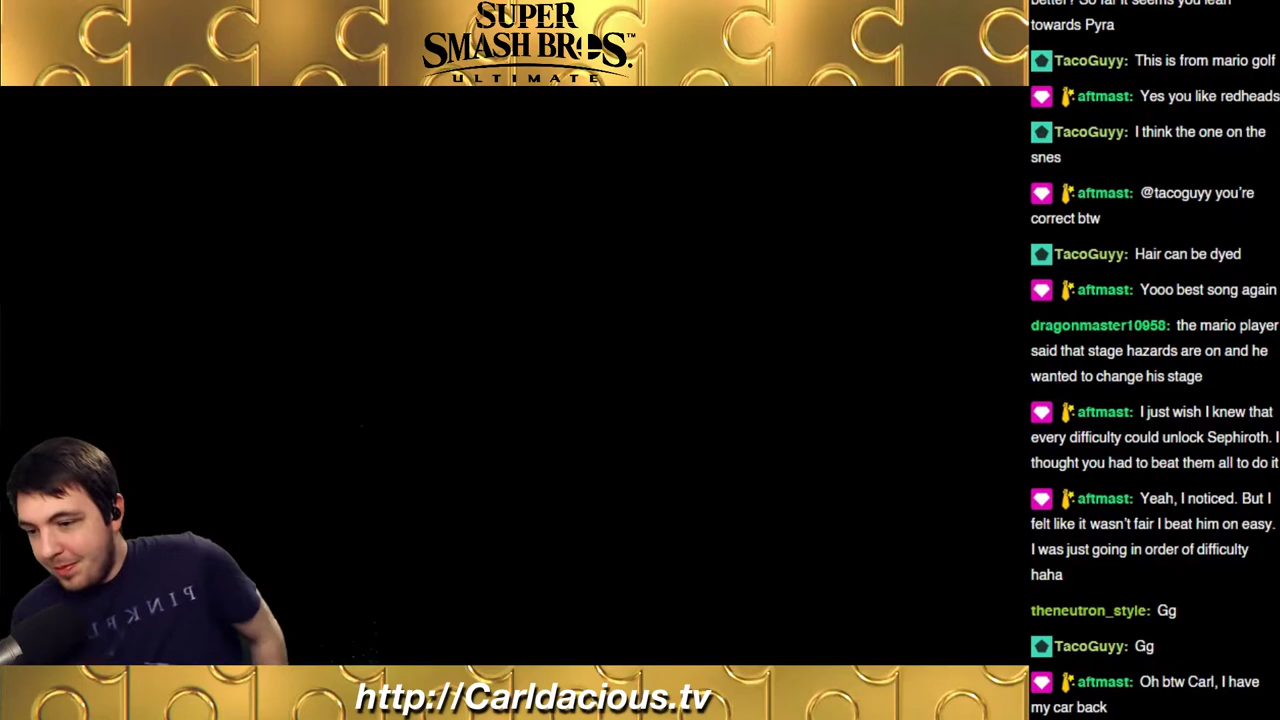 SUPER
SMASH BROS.™
ULTIMATE
better? So far it seems you lean
towards Pyra
TacoGuyy: This is from mario golf
aftmast: Yes you like redheads
TacoGuyy: I think the one on the
snes
aftmast: @tacoguyy you're
correct btw
TacoGuyy: Hair can be dyed
aftmast: Yooo best song again
dragonmaster10958: the mario player
said that stage hazards are on and he
wanted to change his stage
aftmast: I just wish I knew that
every difficulty could unlock Sephiroth. I
thought you had to beat them all to do it
aftmast: Yeah, I noticed. But I
felt like it wasn't fair I beat him on easy.
I was just going in order of difficulty
haha
theneutron_style: Gg
TacoGuyy: Gg
aftmast: Oh btw Carl, I have
my car back
http://Carldacious.tv